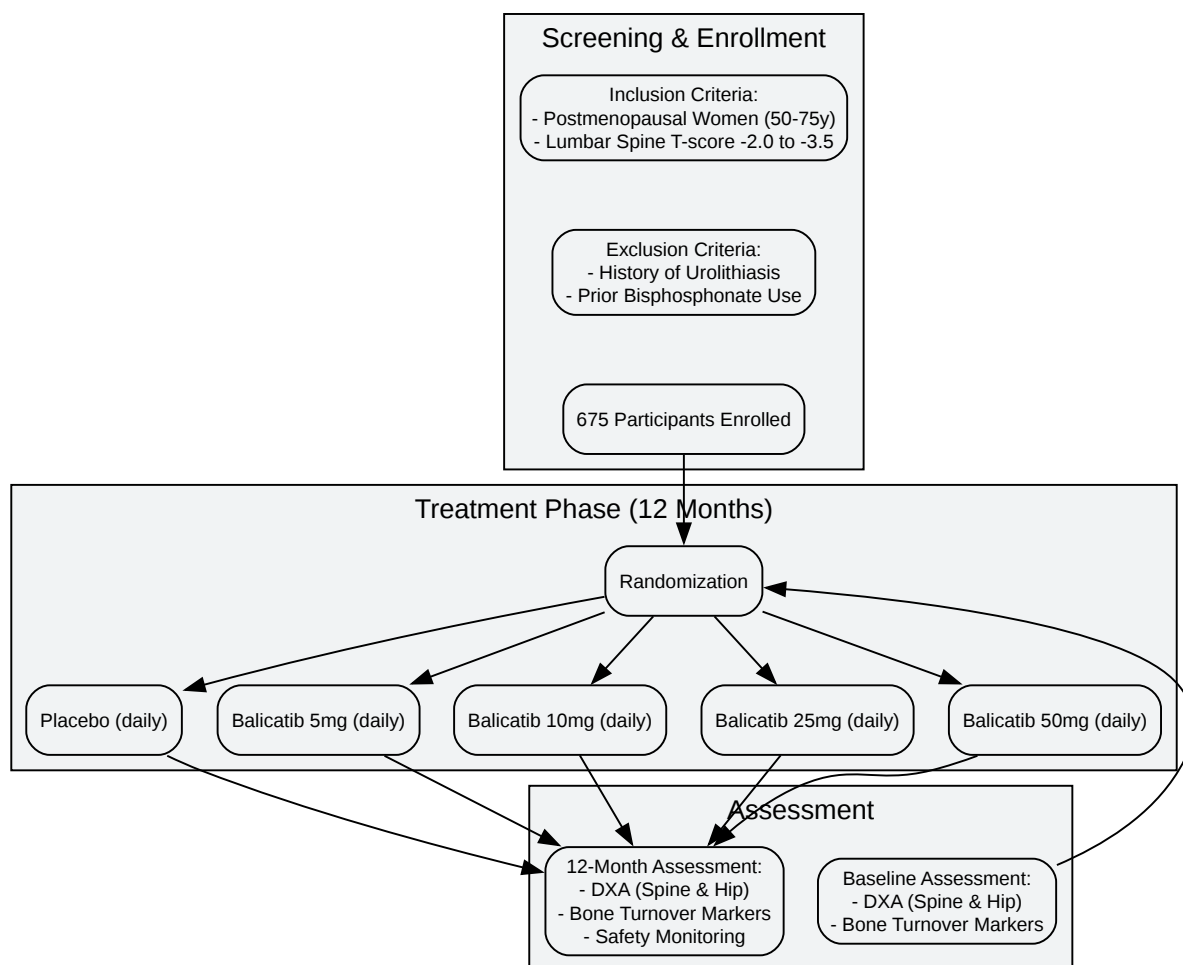 Screening & Enrollment
Inclusion Criteria:
- Postmenopausal Women (50-75y)
- Lumbar Spine T-score -2.0 to -3.5
Exclusion Criteria:
- History of Urolithiasis
- Prior Bisphosphonate Use
675 Participants Enrolled
Treatment Phase (12 Months)
Randomization
Placebo (daily)
Balicatib 5mg (daily)
Balicatib 10mg (daily)
Balicatib 25mg (daily)
Balicatib 50mg (daily)
Assessment
12-Month Assessment:
- DXA (Spine & Hip)
- Bone Turnover Markers
- Safety Monitoring
Baseline Assessment:
- DXA (Spine & Hip)
- Bone Turnover Markers